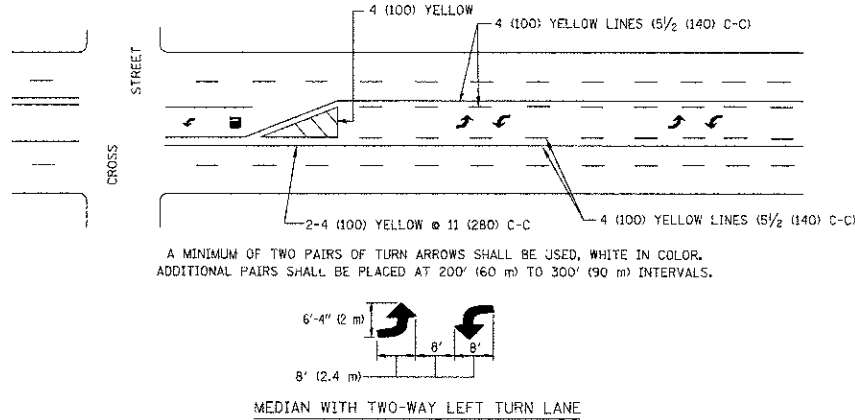 4 (100) YELLOW
4 (100) YELLOW LINES (5½ (140) C-C)
STREET
CROSS
2-4 (100) YELLOW @ 11 (280) C-C
4 (100) YELLOW LINES (5½ (140) C-C)
A MINIMUM OF TWO PAIRS OF TURN ARROWS SHALL BE USED, WHITE IN COLOR.
ADDITIONAL PAIRS SHALL BE PLACED AT 200' (60 m) TO 300' (90 m) INTERVALS.
6'-4" (2 m)
8' 8'
8' (2.4 m)
MEDIAN WITH TWO-WAY LEFT TURN LANE